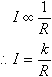 I ∝ 1/R
∴ I = k/R